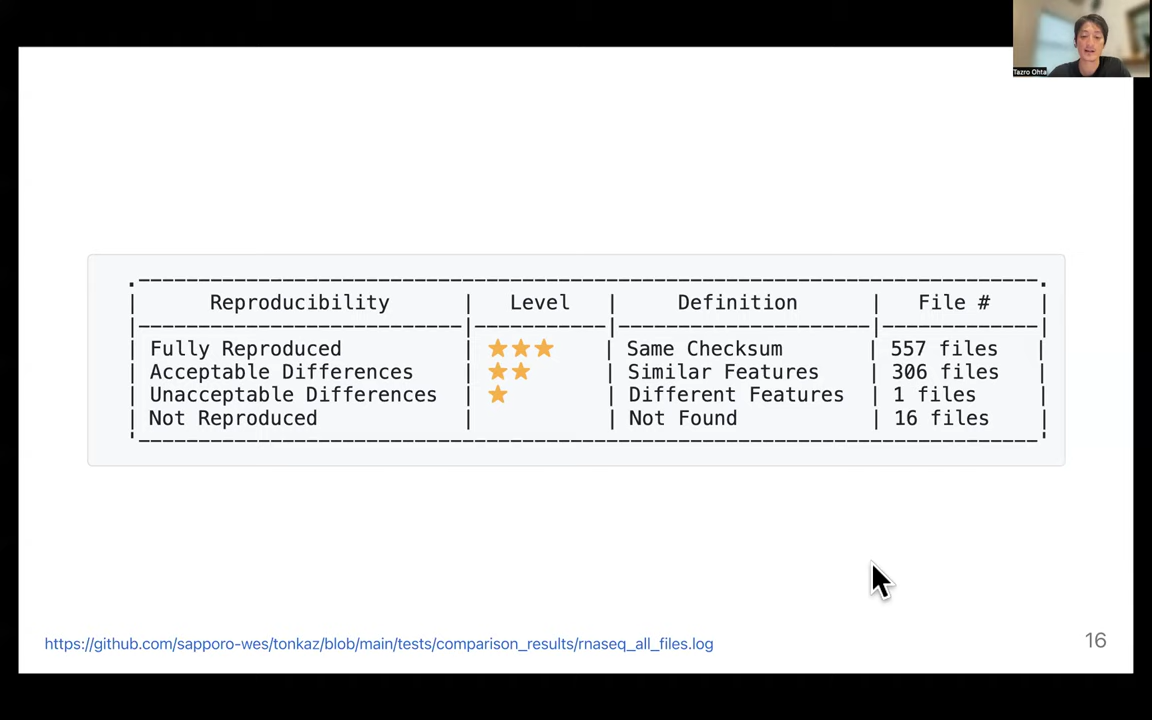 Tazro Ohta
Reproducibility | Level | Definition | File #
Fully Reproduced | ⭐⭐⭐ | Same Checksum | 557 files
Acceptable Differences | ⭐⭐ | Similar Features | 306 files
Unacceptable Differences | ⭐ | Different Features | 1 files
Not Reproduced | | Not Found | 16 files
https://github.com/sapporo-wes/tonkaz/blob/main/tests/comparison_results/rnaseq_all_files.log
16